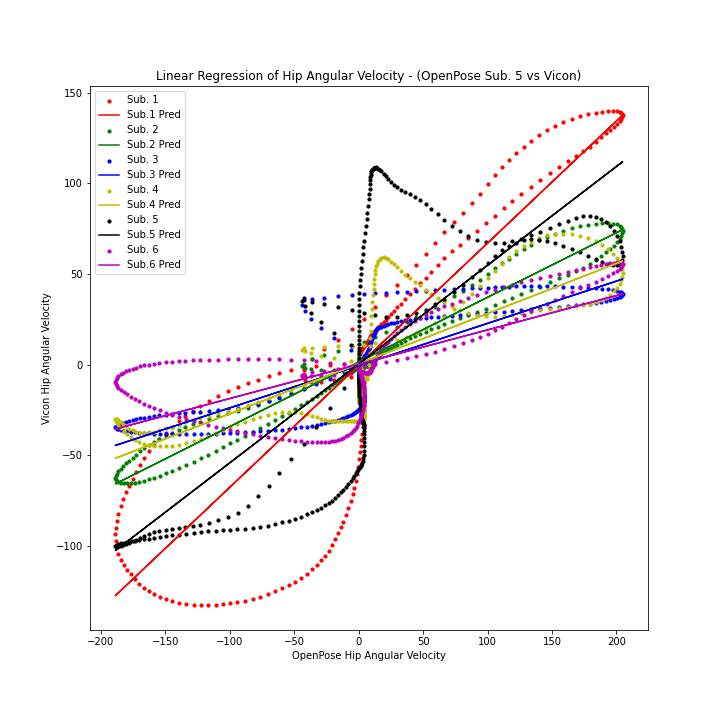 Linear Regression of Hip Angular Velocity - (OpenPose Sub. 5 vs Vicon)
Sub. 1
Sub.1 Pred
Sub. 2
Sub.2 Pred
Sub. 3
Sub.3 Pred
Sub. 4
Sub.4 Pred
Sub. 5
Sub.5 Pred
Sub. 6
Sub.6 Pred
150
100
50
0
−50
−100
Vicon Hip Angular Velocity
−200
−150
−100
−50
0
50
100
150
200
OpenPose Hip Angular Velocity